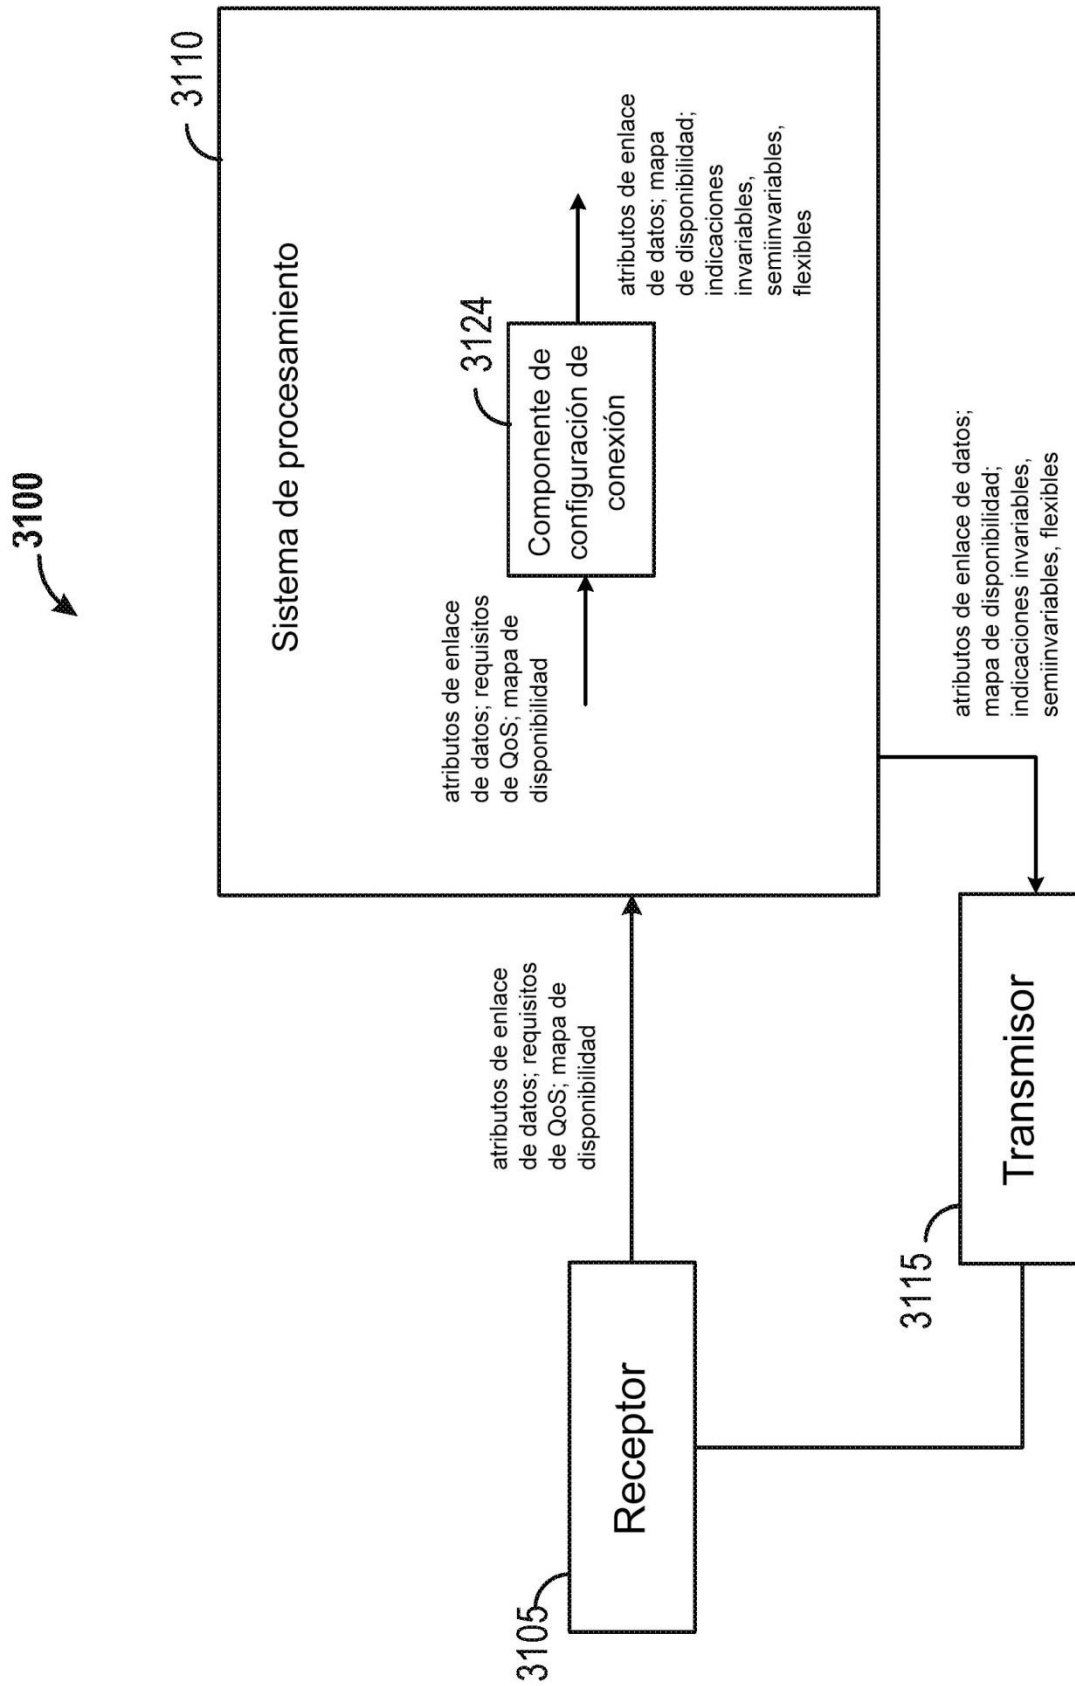 3100
3110
Sistema de procesamiento
atributos de enlace
de datos; requisitos
de QoS; mapa de
disponibilidad
3124
Componente de
configuración de
conexión
atributos de enlace
de datos; mapa
de disponibilidad;
indicaciones
invariables,
semiinvariables,
flexibles
atributos de enlace
de datos; requisitos
de QoS; mapa de
disponibilidad
3105
Receptor
atributos de enlace de datos;
mapa de disponibilidad;
indicaciones invariables,
semiinvariables, flexibles
3115
Transmisor